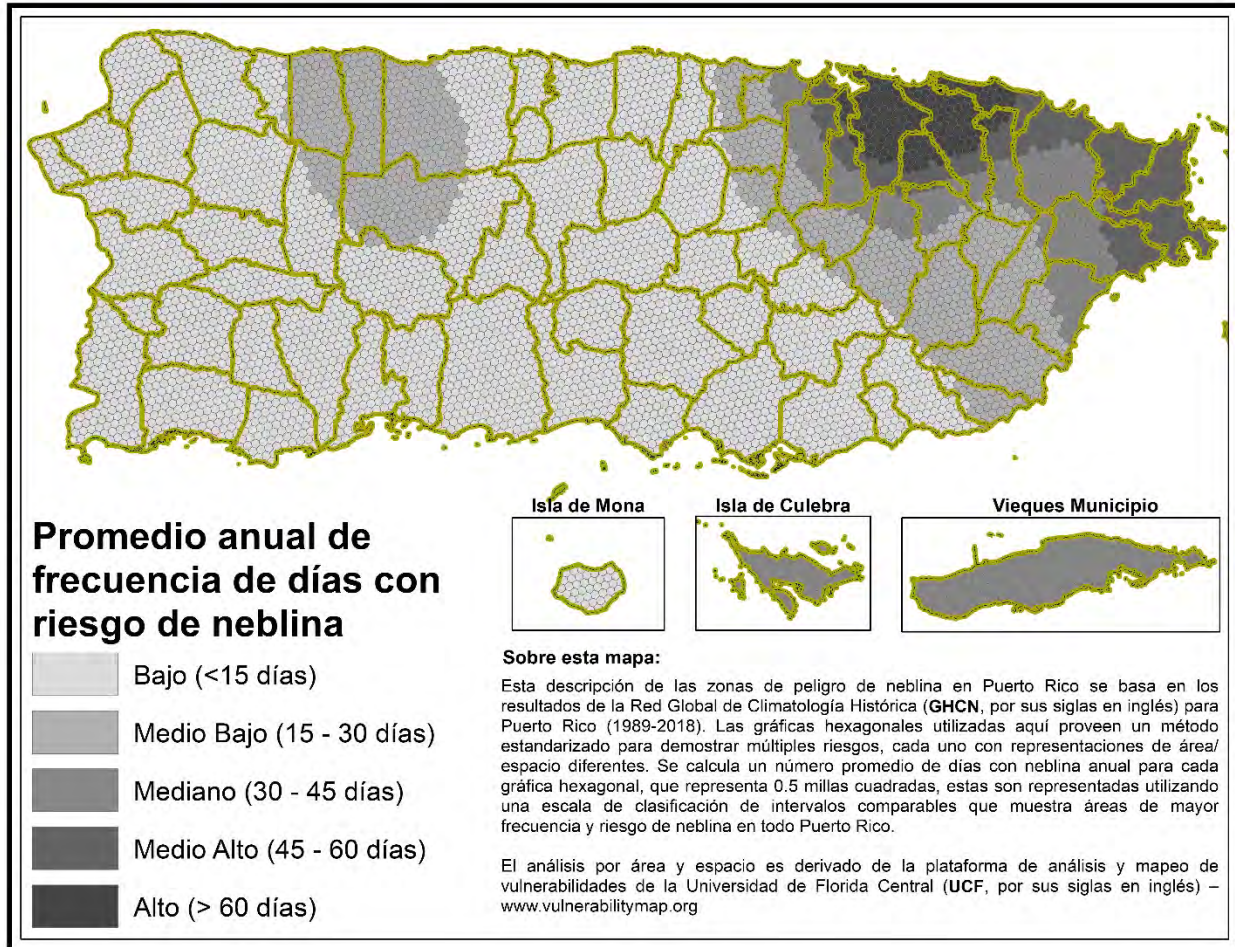 Isla de Mona
Isla de Culebra
Vieques Municipio
Promedio anual de
frecuencia de días con
riesgo de neblina
Bajo (<15 días)
Medio Bajo (15 - 30 días)
Mediano (30 - 45 días)
Medio Alto (45 - 60 días)
Alto (> 60 días)
Sobre esta mapa:
Esta descripción de las zonas de peligro de neblina en Puerto Rico se basa en los
resultados de la Red Global de Climatología Histórica (GHCN, por sus siglas en inglés) para
Puerto Rico (1989-2018). Las gráficas hexagonales utilizadas aquí proveen un método
estandarizado para demostrar múltiples riesgos, cada uno con representaciones de área/
espacio diferentes. Se calcula un número promedio de días con neblina anual para cada
gráfica hexagonal, que representa 0.5 millas cuadradas, estas son representadas utilizando
una escala de clasificación de intervalos comparables que muestra áreas de mayor
frecuencia y riesgo de neblina en todo Puerto Rico.
El análisis por área y espacio es derivado de la plataforma de análisis y mapeo de
vulnerabilidades de la Universidad de Florida Central (UCF, por sus siglas en inglés) –
www.vulnerabilitymap.org